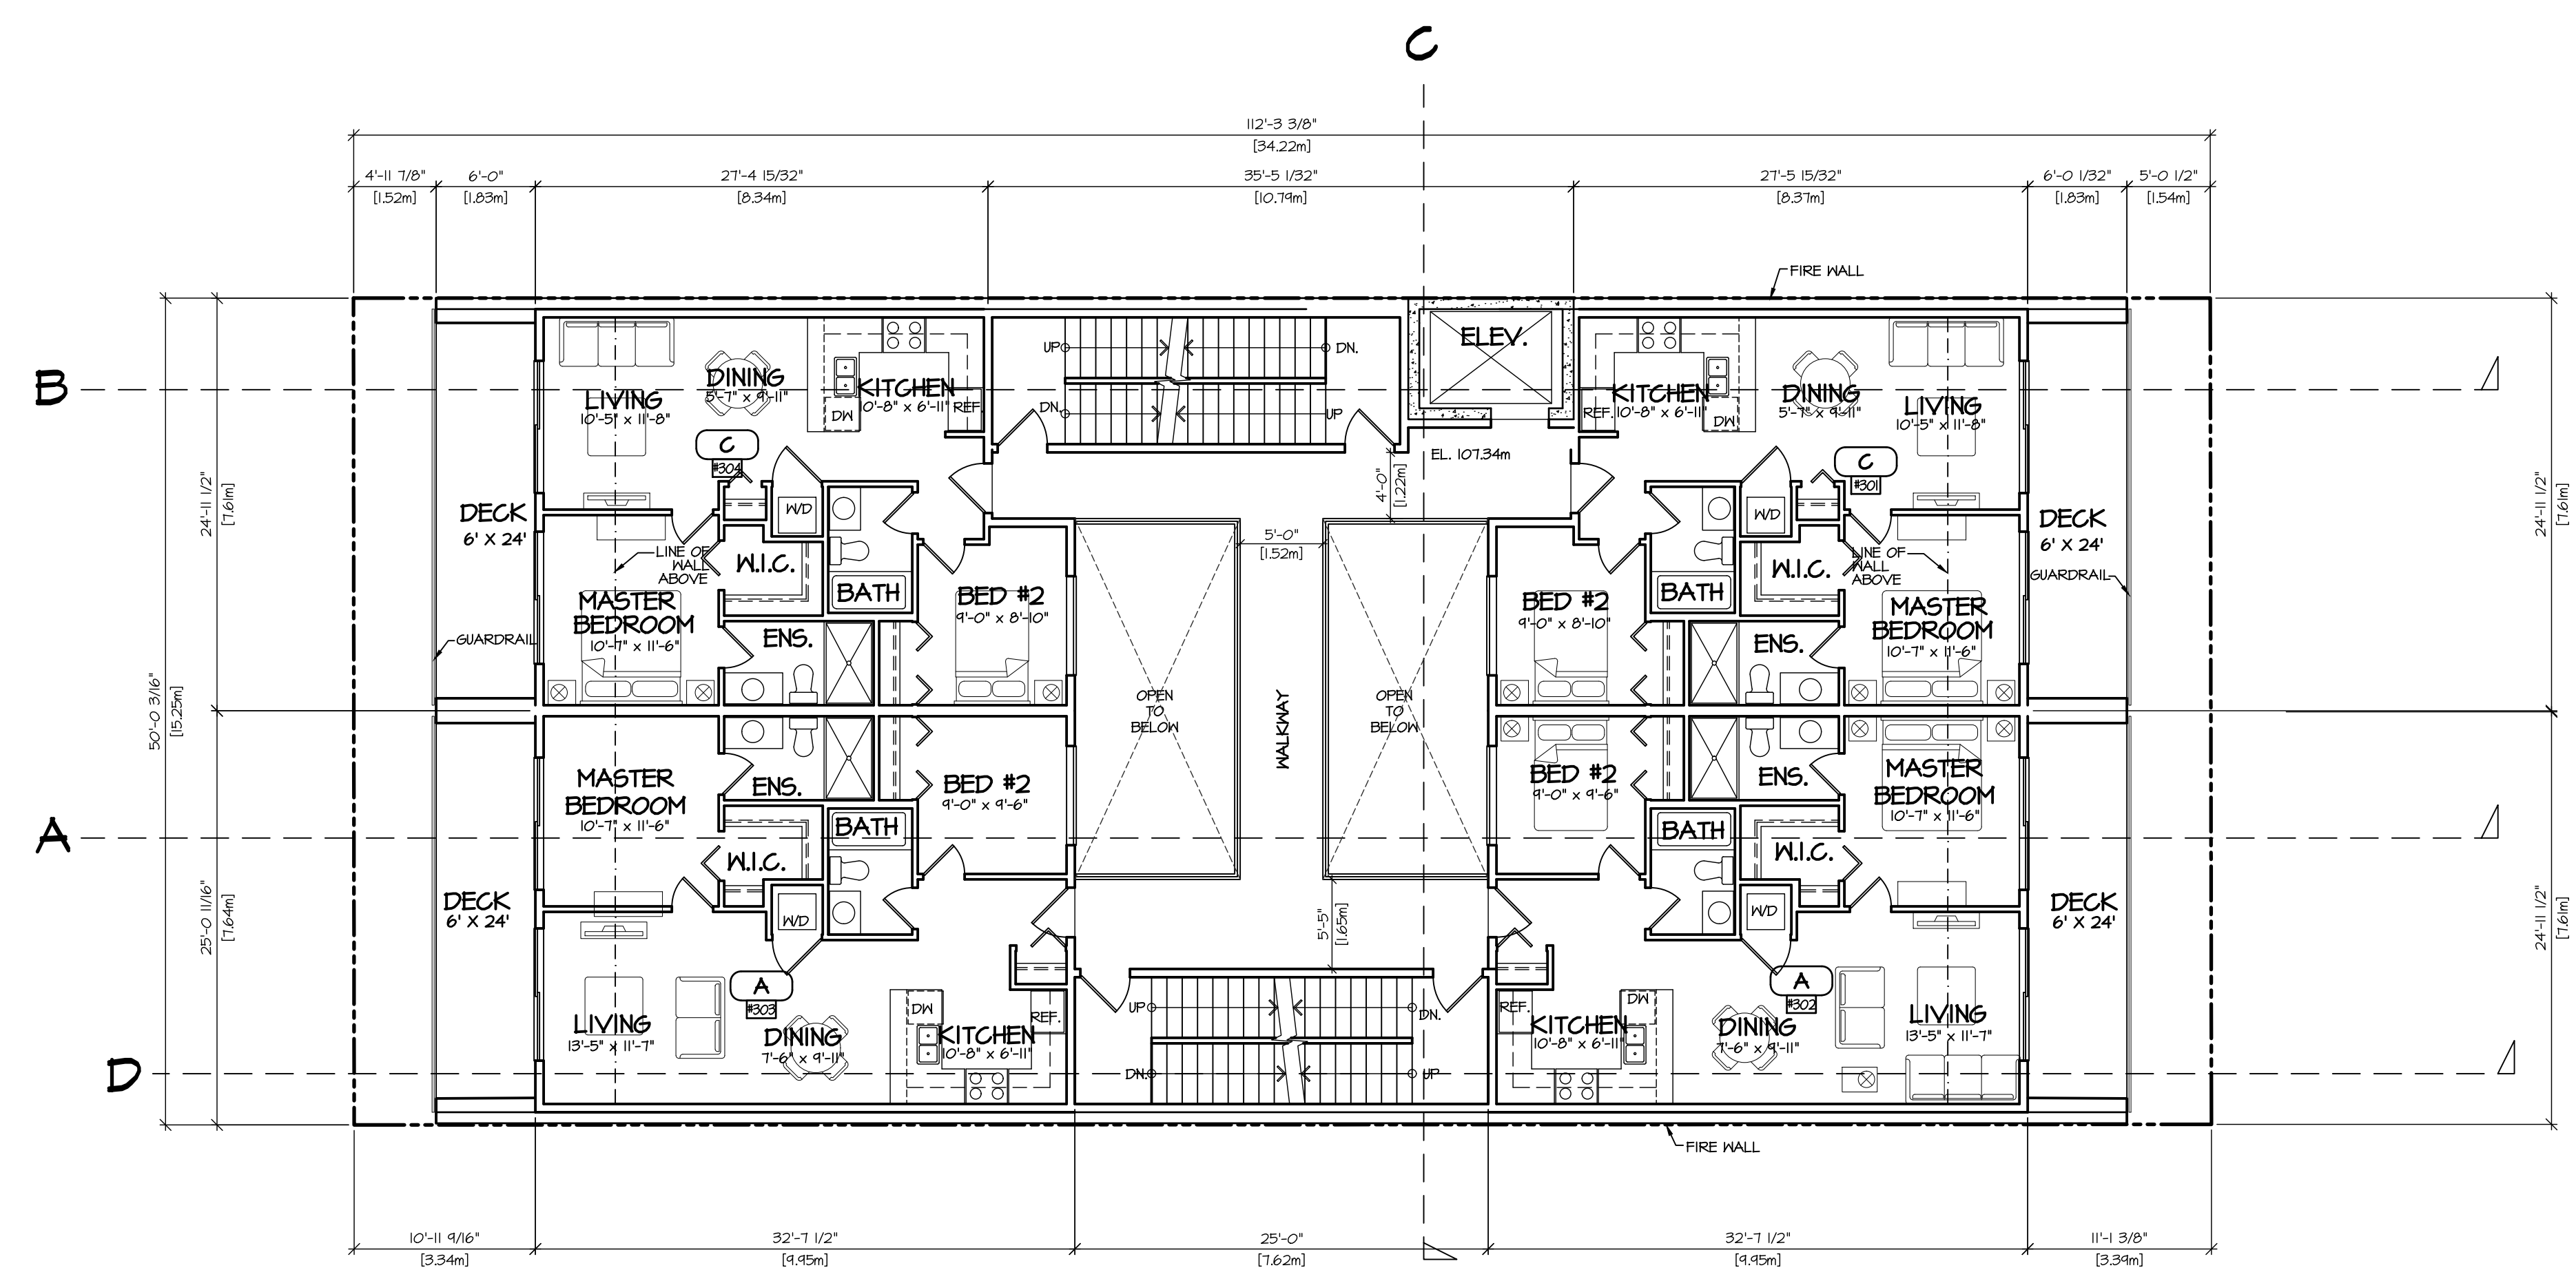 C
112'-3 3/8"
[34.22m]
4'-11 7/8" 6'-0" 27'-4 15/32" 35'-5 1/32" 27'-5 15/32" 6'-0 1/32" 5'-0 1/2"
[1.52m] [1.83m] [8.34m] [10.79m] [8.37m] [1.83m] [1.54m]
FIRE WALL
B
24'-11 1/2"
[7.61m]
50'-0 3/16"
[15.25m]
25'-0 11/16"
[7.64m]
A
D
DECK
6' X 24'
GUARDRAIL
LIVING
10'-5" x 11'-8"
DINING
5'-7" x 9'-11"
KITCHEN
10'-8" x 6'-11"
DW
REF.
C
#304
W/D
LINE OF
WALL
ABOVE
W.I.C.
BATH
MASTER
BEDROOM
10'-7" x 11'-6"
ENS.
BED #2
9'-0" x 8'-10"
UP
DN.
DN.
UP
ELEV.
EL. 107.34m
4'-0"
[1.22m]
5'-0"
[1.52m]
OPEN
TO
BELOW
WALKWAY
OPEN
TO
BELOW
KITCHEN
10'-8" x 6'-11"
REF.
DW
DINING
5'-7" x 9'-11"
LIVING
10'-5" x 11'-8"
C
#301
W/D
W.I.C.
LINE OF
WALL
ABOVE
BATH
BED #2
9'-0" x 8'-10"
ENS.
MASTER
BEDROOM
10'-7" x 11'-6"
DECK
6' X 24'
GUARDRAIL
24'-11 1/2"
[7.61m]
MASTER
BEDROOM
10'-7" x 11'-6"
ENS.
BED #2
9'-0" x 9'-6"
BATH
W.I.C.
W/D
DECK
6' X 24'
A
#303
LIVING
13'-5" x 11'-7"
DINING
7'-6" x 9'-11"
DW
KITCHEN
10'-8" x 6'-11"
REF.
5'-5"
[1.65m]
UP
DN.
DN.
UP
BED #2
9'-0" x 9'-6"
ENS.
MASTER
BEDROOM
10'-7" x 11'-6"
BATH
W.I.C.
W/D
DECK
6' X 24'
A
#302
REF.
DW
KITCHEN
10'-8" x 6'-11"
DINING
7'-6" x 9'-11"
LIVING
13'-5" x 11'-7"
24'-11 1/2"
[7.61m]
FIRE WALL
10'-11 9/16" 32'-7 1/2" 25'-0" 32'-7 1/2" 11'-1 3/8"
[3.34m] [9.95m] [7.62m] [9.95m] [3.39m]